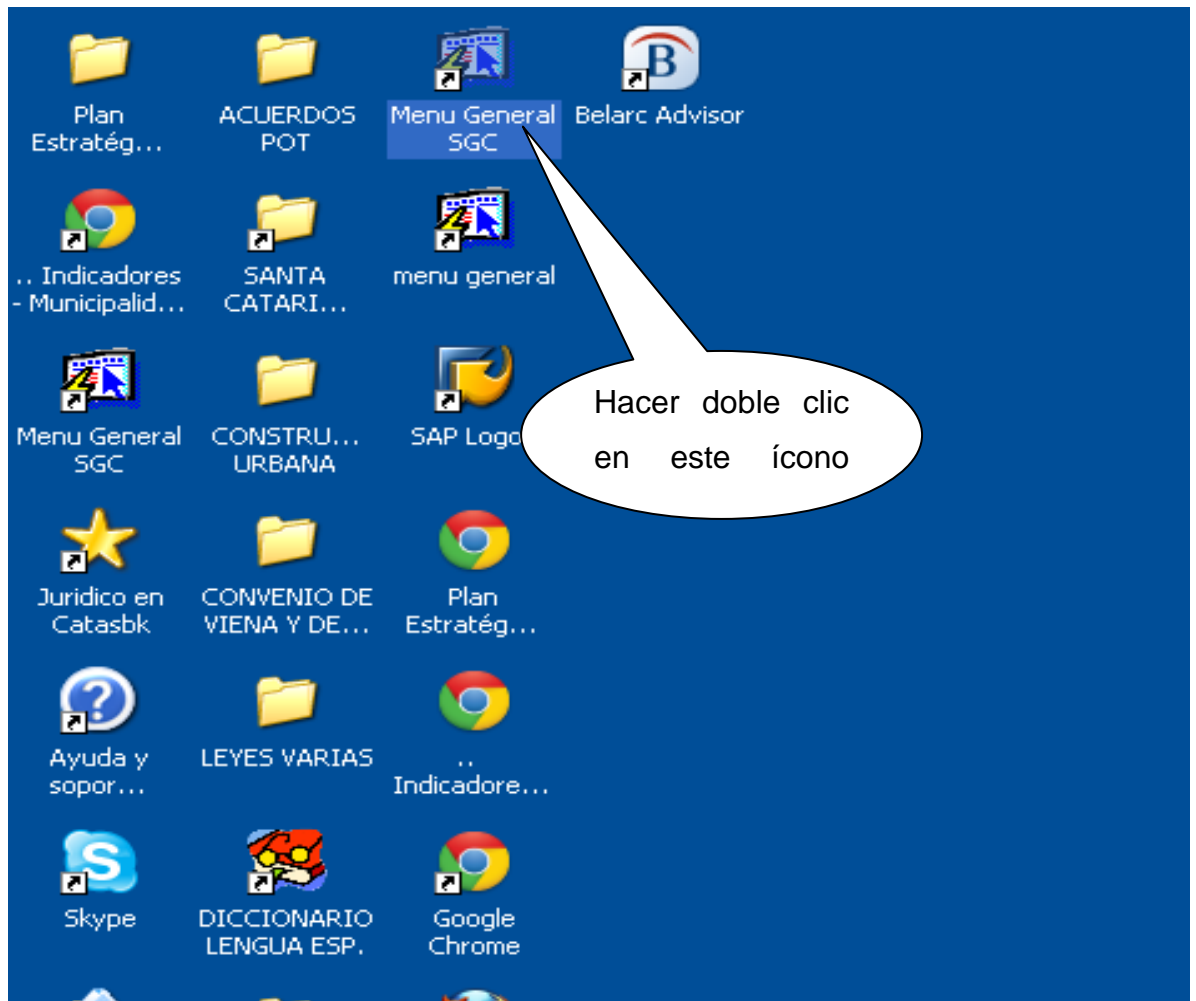 Plan
Estratég...
ACUERDOS
POT
Menu General
SGC
Belarc Advisor
.. Indicadores
- Municipalid...
SANTA
CATARI...
menu general
Menu General
SGC
CONSTRU...
URBANA
SAP Logo
Hacer doble clic
en este ícono
Juridico en
Catasbk
CONVENIO DE
VIENA Y DE...
Plan
Estratég...
Ayuda y
sopor...
LEYES VARIAS
..
Indicadore...
Skype
DICCIONARIO
LENGUA ESP.
Google
Chrome